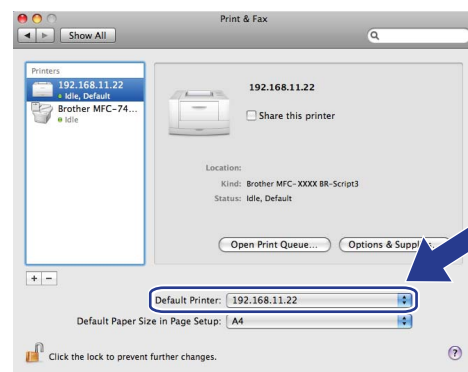 Print & Fax
Show All
Printers
192.168.11.22
Idle, Default
Brother MFC-74...
Idle
192.168.11.22
Share this printer
Location:
Kind: Brother MFC-XXXX BR-Script3
Status: Idle, Default
Open Print Queue...
Options & Supplies...
+ -
Default Printer: 192.168.11.22
Default Paper Size in Page Setup: A4
Click the lock to prevent further changes.
?